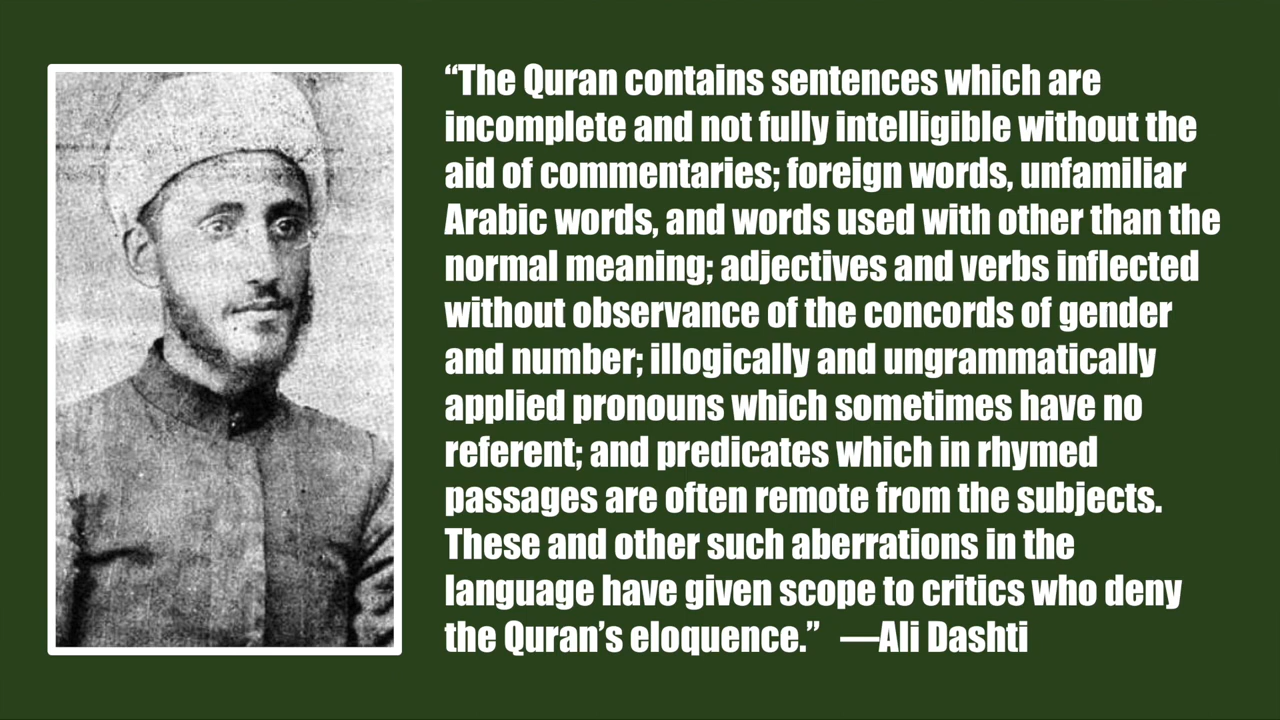 “The Quran contains sentences which are
incomplete and not fully intelligible without the
aid of commentaries; foreign words, unfamiliar
Arabic words, and words used with other than the
normal meaning; adjectives and verbs inflected
without observance of the concords of gender
and number; illogically and ungrammatically
applied pronouns which sometimes have no
referent; and predicates which in rhymed
passages are often remote from the subjects.
These and other such aberrations in the
language have given scope to critics who deny
the Quran’s eloquence.” —Ali Dashti